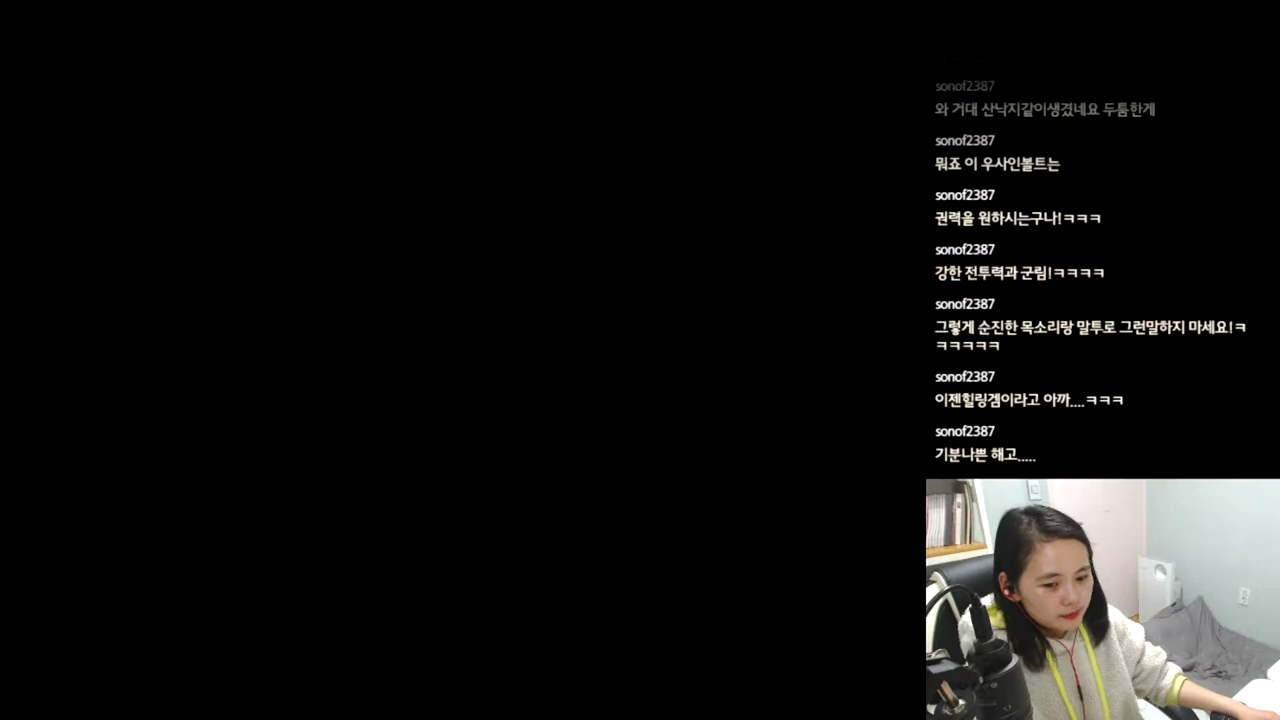 sonof2387
와 거대 산낙지같이생겼네요 두툼한게
sonof2387
뭐죠 이 우사인볼트는
sonof2387
권력을 원하시는구나!ㅋㅋㅋ
sonof2387
강한 전투력과 군림!ㅋㅋㅋㅋ
sonof2387
그렇게 순진한 목소리랑 말투로 그런말하지 마세요!ㅋ
ㅋㅋㅋㅋㅋ
sonof2387
이젠힐링겜이라고 아까....ㅋㅋㅋ
sonof2387
기분나쁜 해고.....